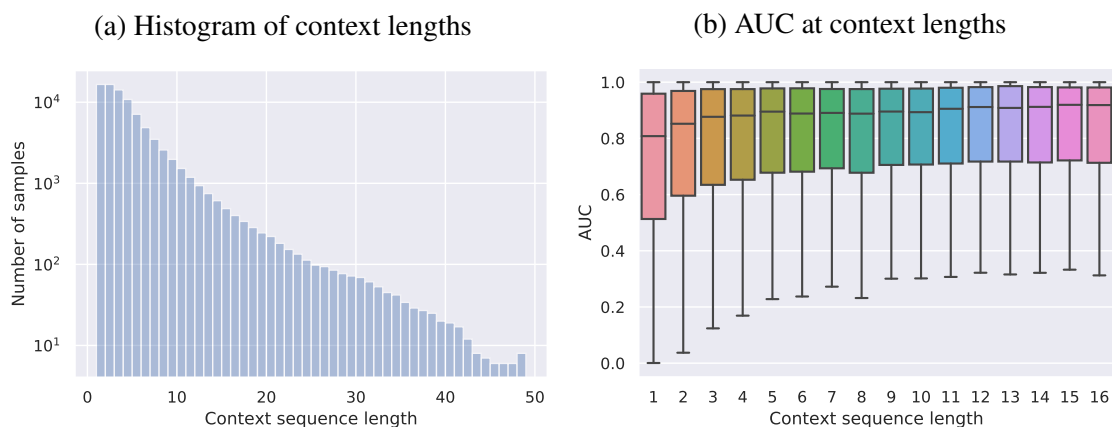 (a) Histogram of context lengths
10^4
10^3
10^2
10^1
Number of samples
0 10 20 30 40 50
Context sequence length
(b) AUC at context lengths
1.0
0.8
0.6
0.4
0.2
0.0
AUC
1 2 3 4 5 6 7 8 9 10 11 12 13 14 15 16
Context sequence length